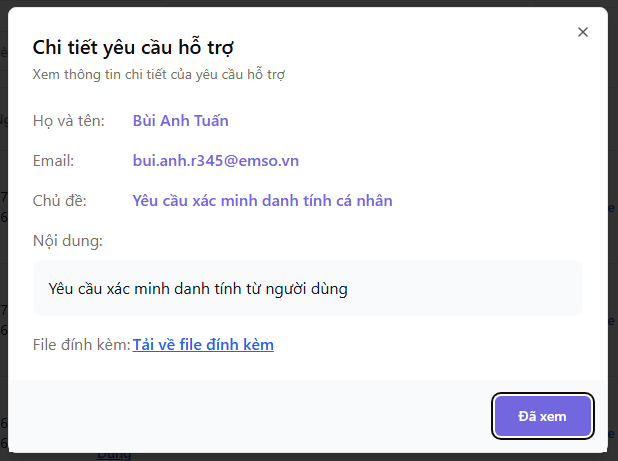 Chi tiết yêu cầu hỗ trợ
Xem thông tin chi tiết của yêu cầu hỗ trợ
Họ và tên: Bùi Anh Tuấn
Email: bui.anh.r345@emso.vn
Chủ đề: Yêu cầu xác minh danh tính cá nhân
Nội dung:
Yêu cầu xác minh danh tính từ người dùng
File đính kèm: Tải về file đính kèm
Đã xem